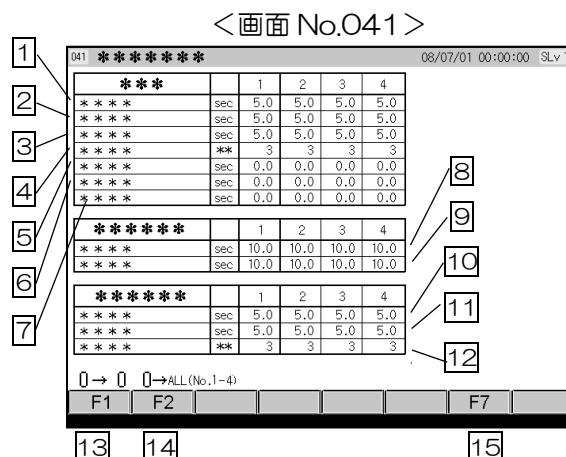 ＜画面 No.041＞
041 ＊＊＊＊＊＊＊ 08/07/01 00:00:00 SLv
＊＊＊ 1 2 3 4
1 ＊＊＊＊ sec 5.0 5.0 5.0 5.0
2 ＊＊＊＊ sec 5.0 5.0 5.0 5.0
3 ＊＊＊＊ sec 5.0 5.0 5.0 5.0
4 ＊＊＊＊ ** 3 3 3 3
5 ＊＊＊＊ sec 0.0 0.0 0.0 0.0
6 ＊＊＊＊ sec 0.0 0.0 0.0 0.0
7 ＊＊＊＊ sec 0.0 0.0 0.0 0.0
＊＊＊＊＊＊ 1 2 3 4
＊＊＊＊ sec 10.0 10.0 10.0 10.0 8
＊＊＊＊ sec 10.0 10.0 10.0 10.0 9
＊＊＊＊＊＊ 1 2 3 4
＊＊＊＊ sec 5.0 5.0 5.0 5.0 10
＊＊＊＊ sec 5.0 5.0 5.0 5.0 11
＊＊＊＊ ** 3 3 3 3 12
[]→ [] []→ALL(No.1-4)
F1 F2 F7
13 14 15